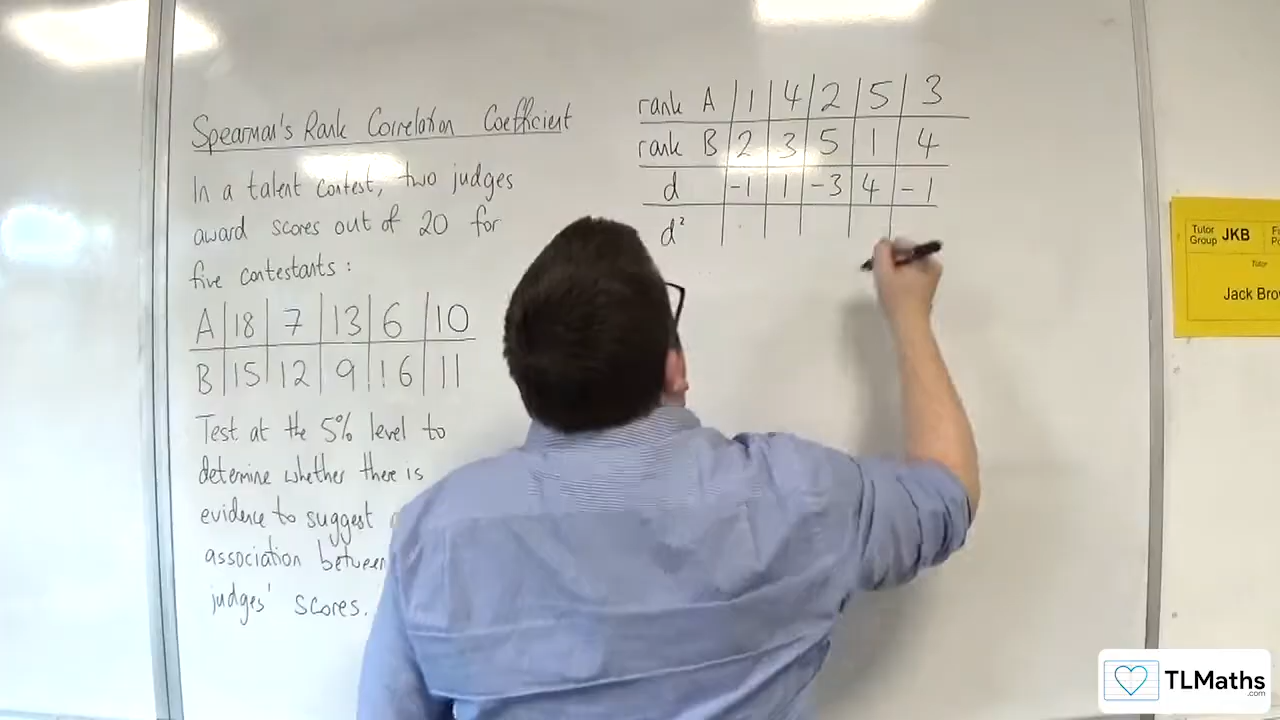 Spearman's Rank Correlation Coefficient
In a talent contest, two judges
award scores out of 20 for
five contestants :
A 18 7 13 6 10
B 15 12 9 16 11
Test at the 5% level to
determine whether there is
evidence to suggest
association between
judges' scores.
rank A 1 4 2 5 3
rank B 2 3 5 1 4
d -1 1 -3 4 -1
d²
Tutor
Group JKB
Tutor
Jack Bro
TLMaths
.com